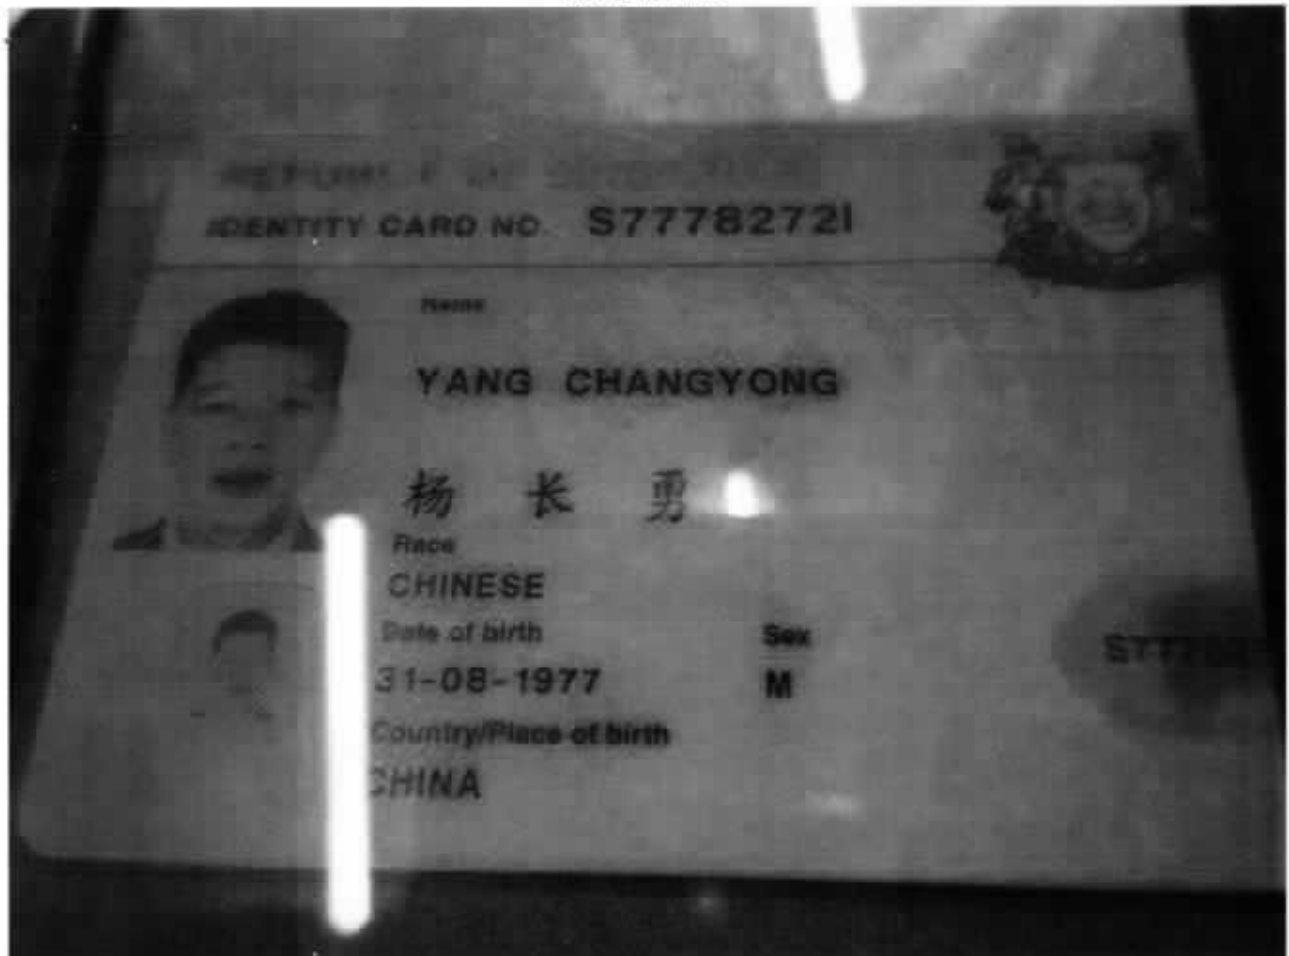 IDENTITY CARD NO. S7778272I
Name
YANG CHANGYONG
杨 长 勇
Race
CHINESE
Date of birth
Sex
31-08-1977
M
Country/Place of birth
CHINA